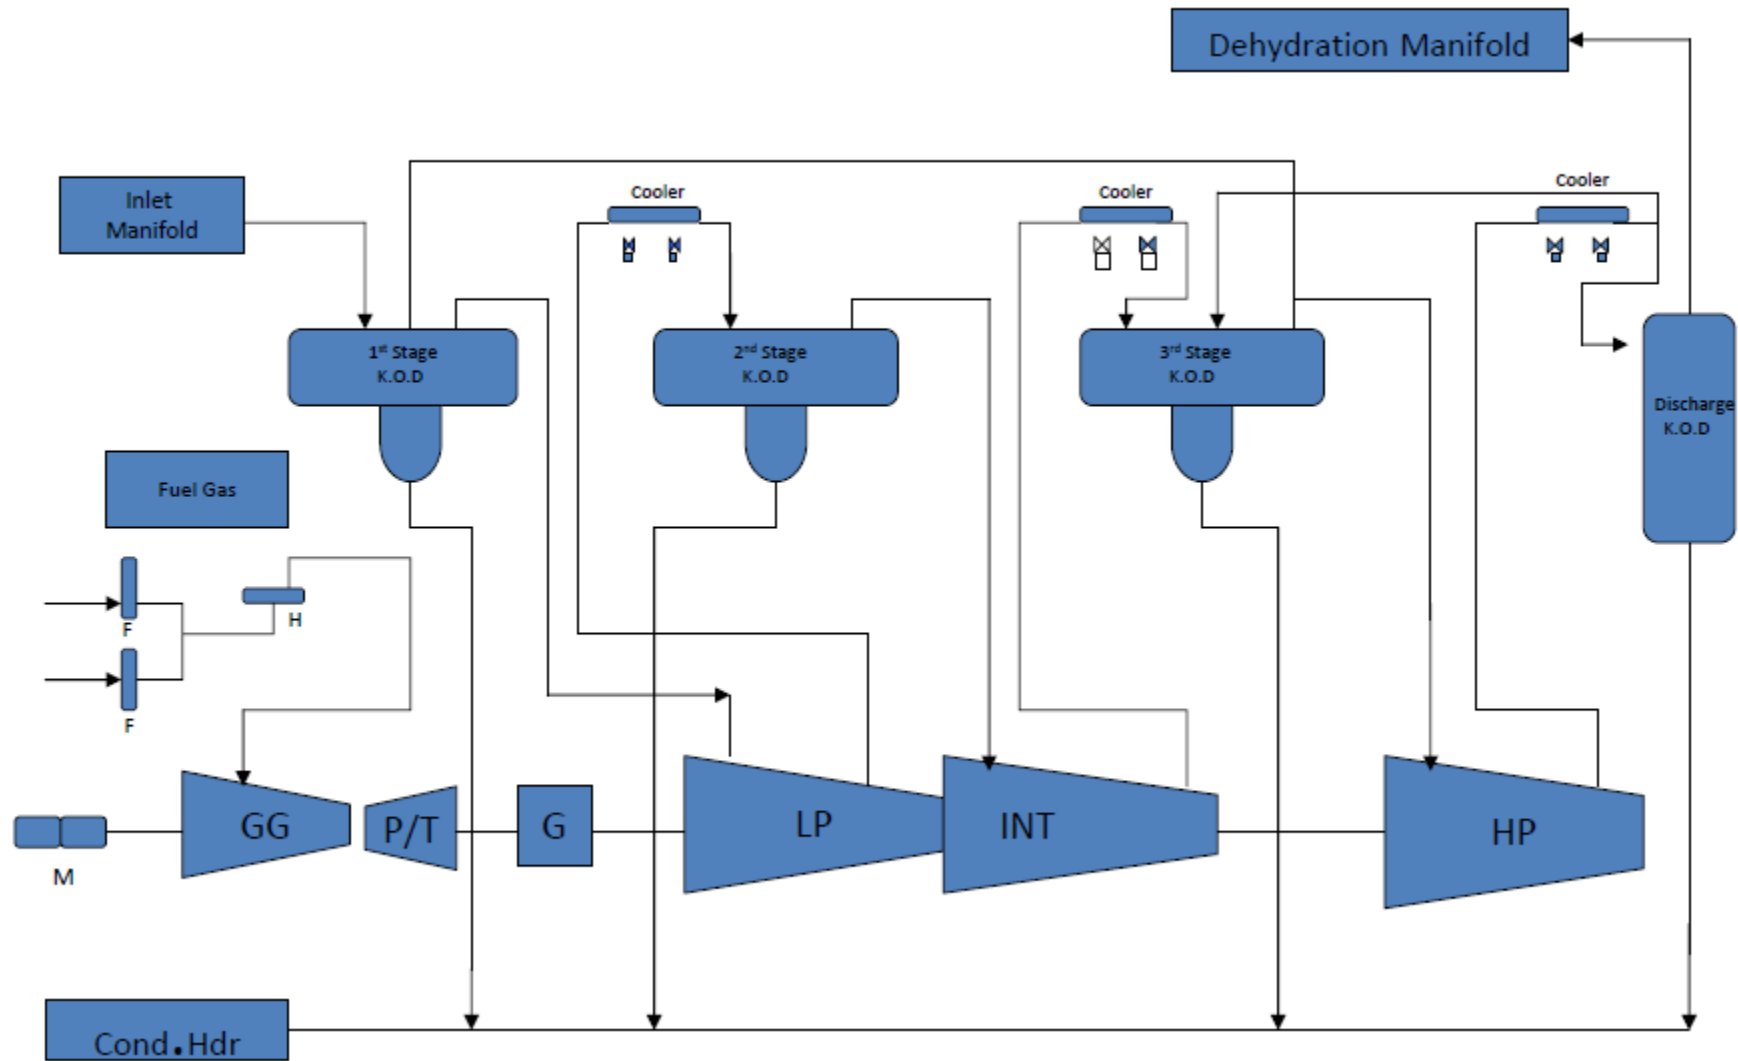 Dehydration Manifold
Inlet
Manifold
Cooler
Cooler
Cooler
1st Stage
K.O.D
2nd Stage
K.O.D
3rd Stage
K.O.D
Discharge
K.O.D
Fuel Gas
F
H
F
GG
P/T
G
LP
INT
HP
M
Cond.Hdr